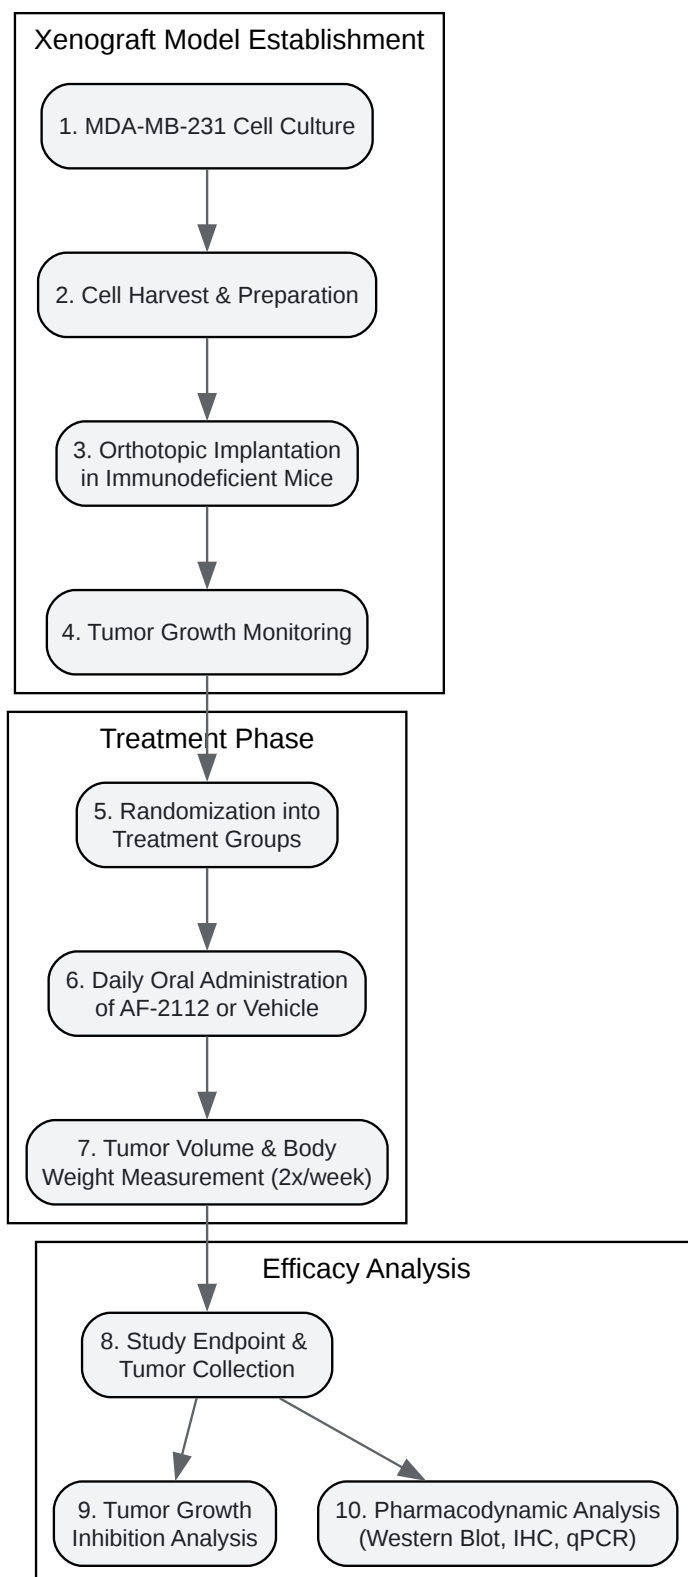 Xenograft Model Establishment
1. MDA-MB-231 Cell Culture
2. Cell Harvest & Preparation
3. Orthotopic Implantation
in Immunodeficient Mice
4. Tumor Growth Monitoring
Treatment Phase
5. Randomization into
Treatment Groups
6. Daily Oral Administration
of AF-2112 or Vehicle
7. Tumor Volume & Body
Weight Measurement (2x/week)
Efficacy Analysis
8. Study Endpoint &
Tumor Collection
9. Tumor Growth
Inhibition Analysis
10. Pharmacodynamic Analysis
(Western Blot, IHC, qPCR)